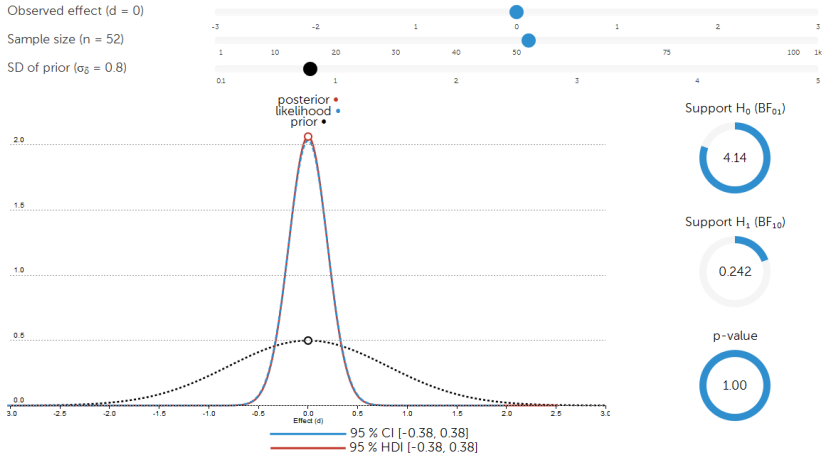 Observed effect (d = 0)
-3 -2 -1 0 1 2 3
Sample size (n = 52)
1 10 20 30 40 50 75 100 1k
SD of prior (σδ = 0.8)
0.1 1 2 3 4 5
posterior
likelihood
prior
2.0
1.5
1.0
0.5
0.0
-3.0 -2.5 -2.0 -1.5 -1.0 -0.5 0.0 0.5 1.0 1.5 2.0 2.5 3.0
Effect (d)
95 % CI [-0.38, 0.38]
95 % HDI [-0.38, 0.38]
Support H₀ (BF₀₁)
4.14
Support H₁ (BF₁₀)
0.242
p-value
1.00